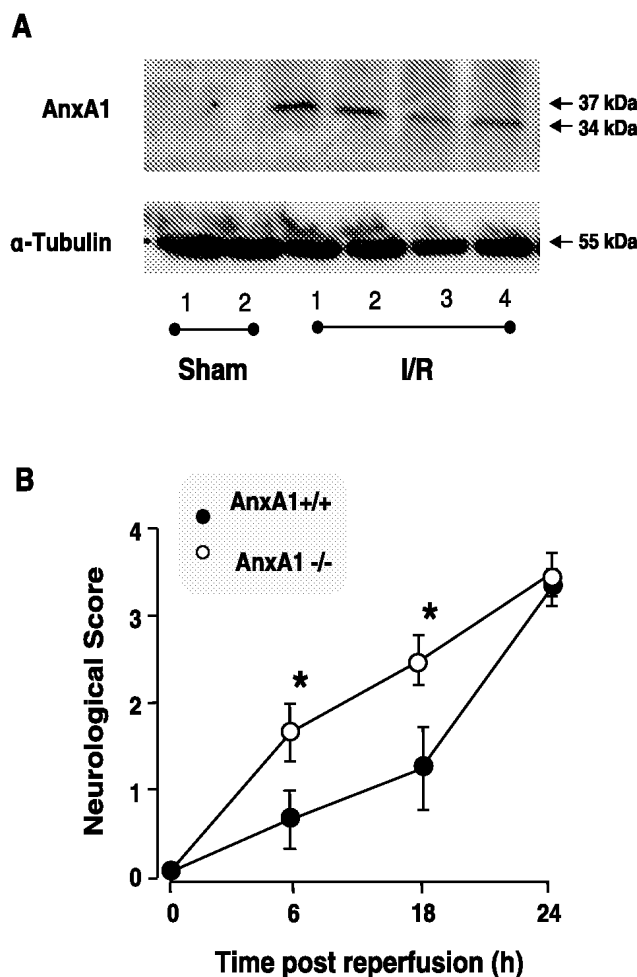 A
AnxA1
← 37 kDa
← 34 kDa
α-Tubulin
← 55 kDa
1 2 1 2 3 4
Sham I/R
B
AnxA1+/+
AnxA1 -/-
Neurological Score
4
3
2
1
0
*
*
0 6 18 24
Time post reperfusion (h)